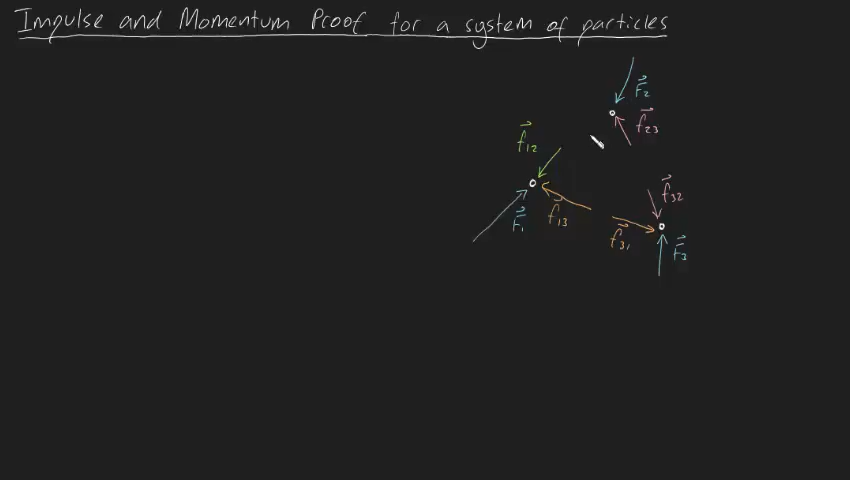 Impulse and Momentum Proof for a system of particles
F⃗₂
f⃗₂₃
f⃗₁₂
f⃗₃₂
F⃗₁
f⃗₁₃
f⃗₃₁
F⃗₃